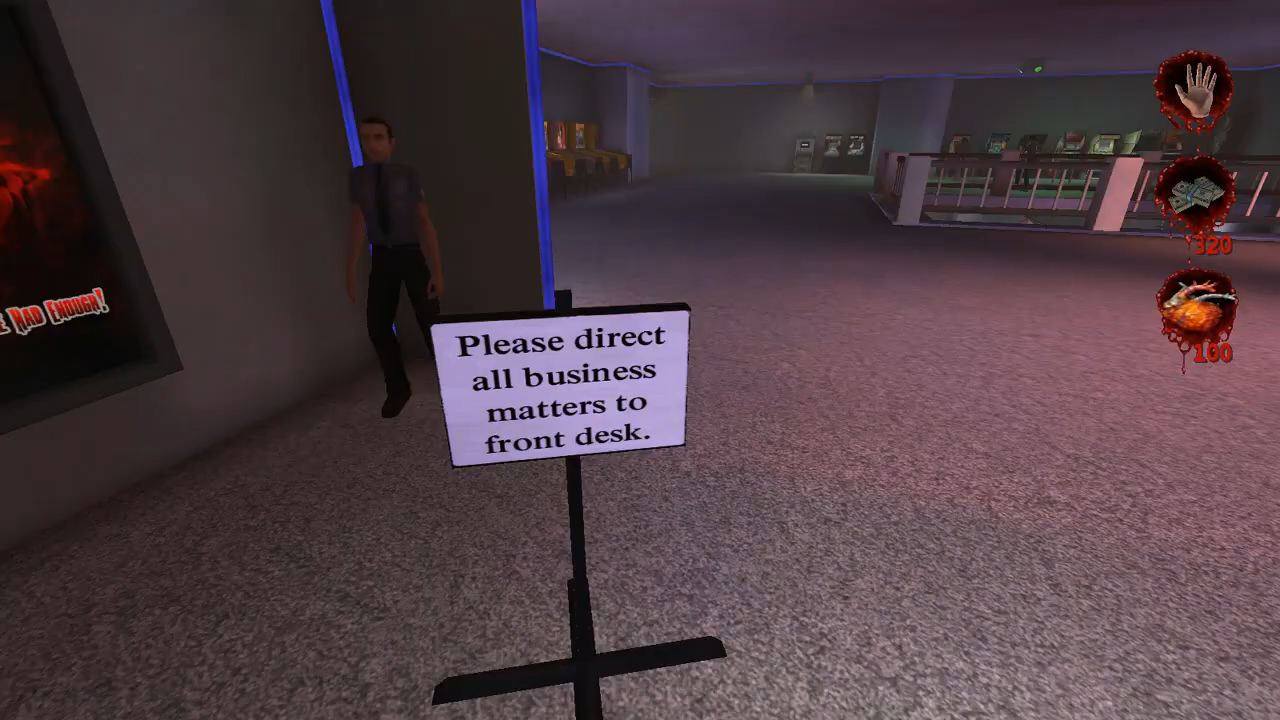 E RAD ENOUGH!
Please direct
all business
matters to
front desk.
320
100